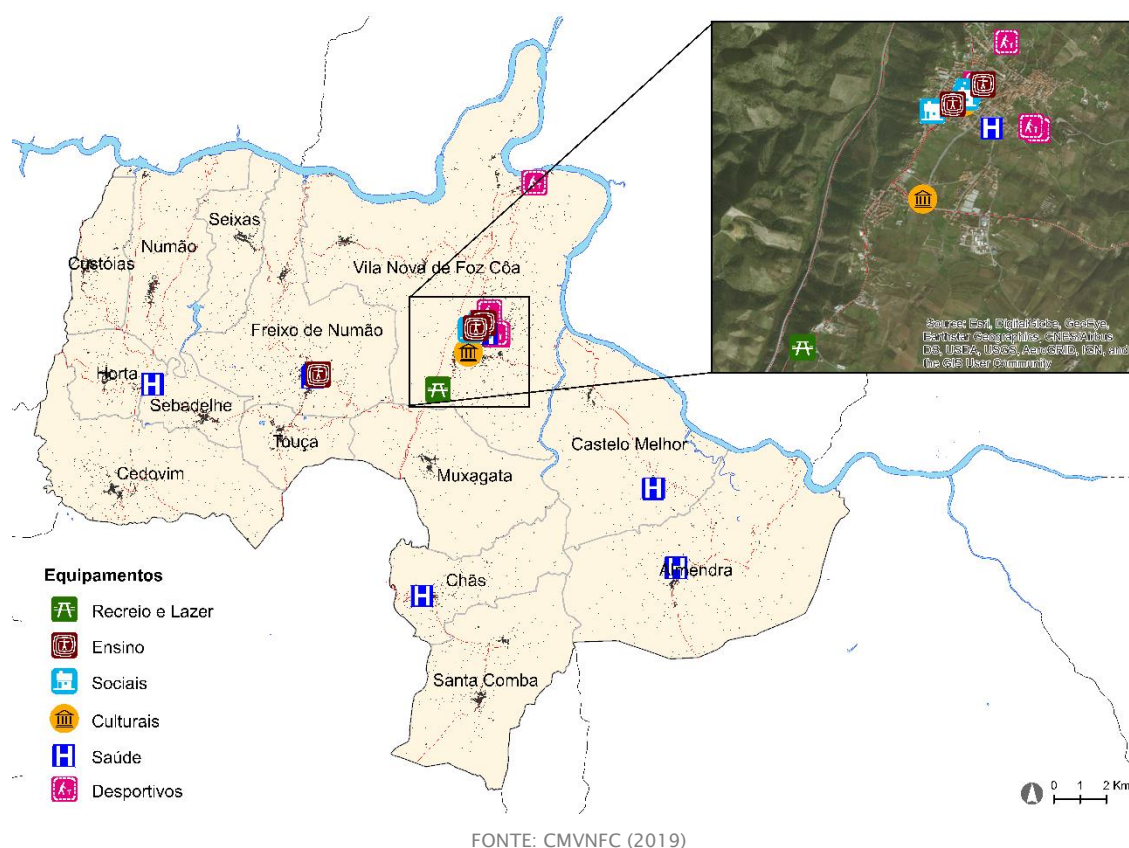 Source: Esri, DigitalGlobe, GeoEye,
Earthstar Geographics, CNES/Airbus
DS, USDA, USGS, AeroGRID, IGN, and
the GIS User Community
Seixas
Numão
Custóias
Vila Nova de Foz Côa
Freixo de Numão
Horta
Sebadelhe
Touça
Castelo Melhor
Cedovim
Muxagata
Chãs
Almendra
Santa Comba
Equipamentos
Recreio e Lazer
Ensino
Sociais
Culturais
H Saúde
Desportivos
0 1 2 Km
FONTE: CMVNFC (2019)